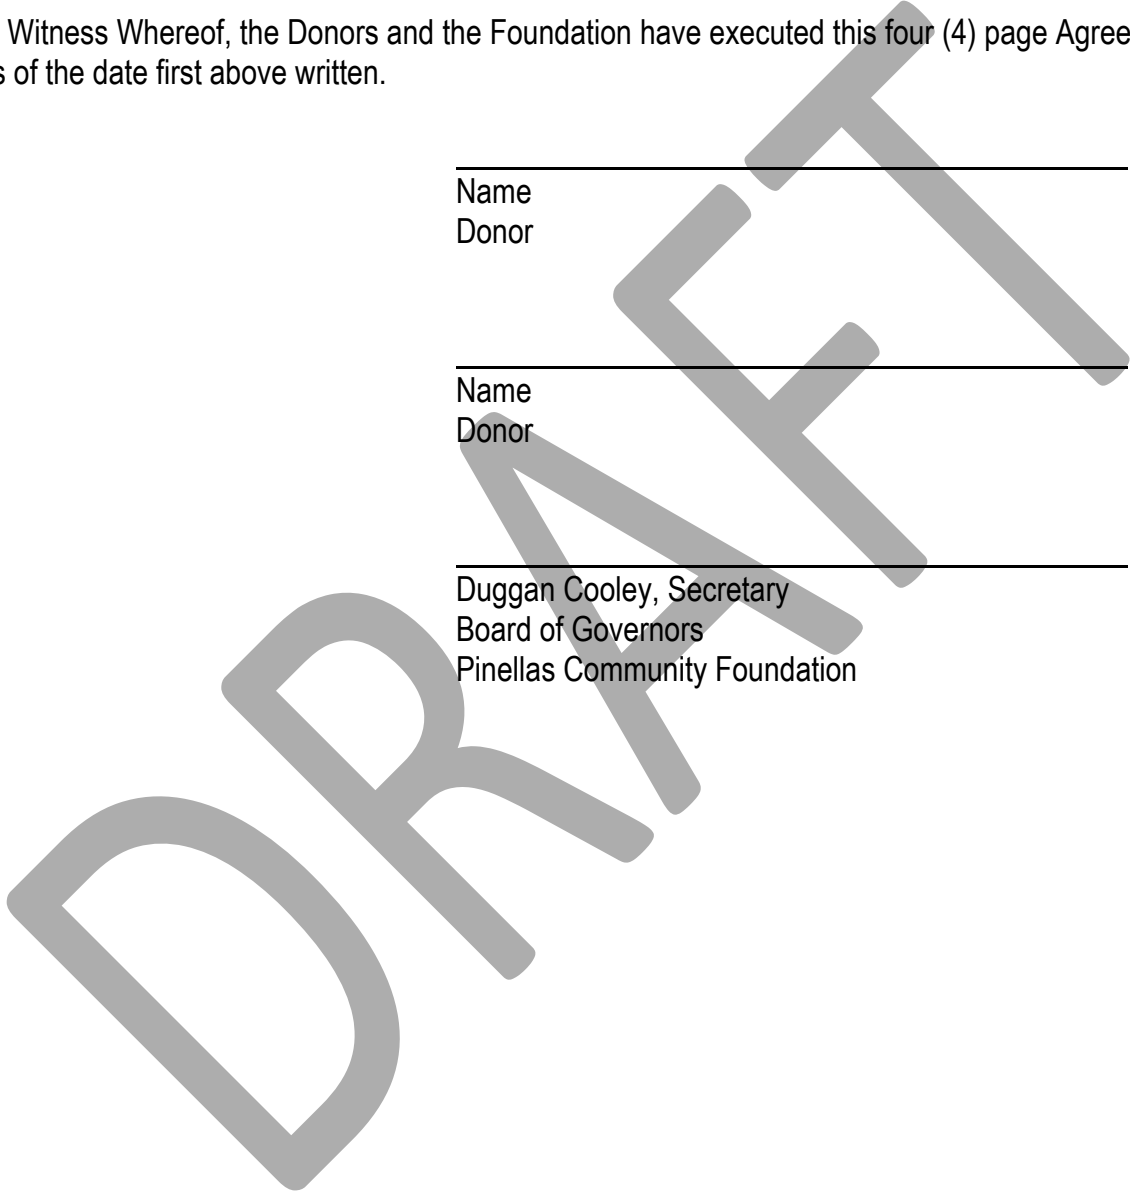 Witness Whereof, the Donors and the Foundation have executed this four (4) page Agree
s of the date first above written.
Name
Donor
Name
Donor
Duggan Cooley, Secretary
Board of Governors
Pinellas Community Foundation
DRAFT